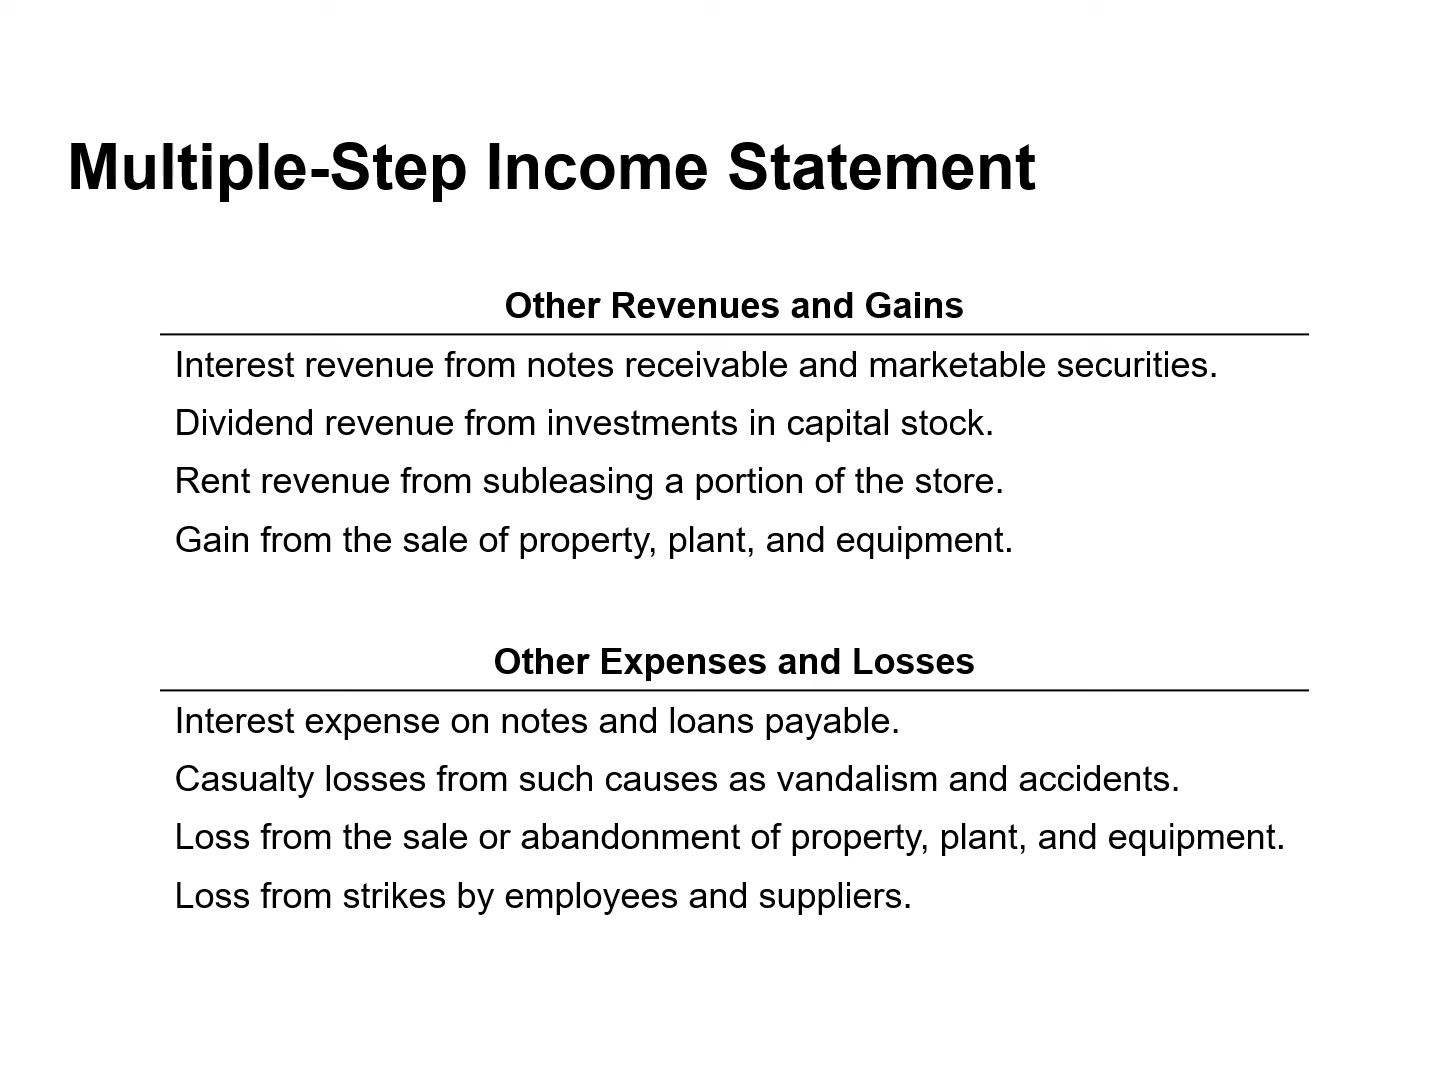 Multiple-Step Income Statement
Other Revenues and Gains
Interest revenue from notes receivable and marketable securities.
Dividend revenue from investments in capital stock.
Rent revenue from subleasing a portion of the store.
Gain from the sale of property, plant, and equipment.
Other Expenses and Losses
Interest expense on notes and loans payable.
Casualty losses from such causes as vandalism and accidents.
Loss from the sale or abandonment of property, plant, and equipment.
Loss from strikes by employees and suppliers.